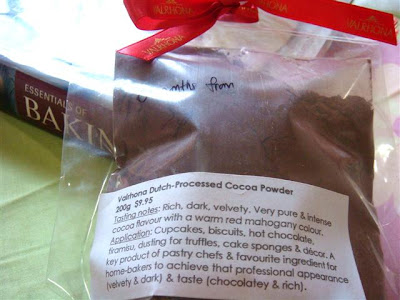 VALRHONA
VALRHONA
ESSENTIALS OF
BAKIN
months from
Valrhona Dutch-Processed Cocoa Powder
200g $9.95
Tasting notes: Rich, dark, velvety. Very pure & intense
cocoa flavour with a warm red mahogany colour.
Application: Cupcakes, biscuits, hot chocolate,
tiramisu, dusting for truffles, cake sponges & décor. A
key product of pastry chefs & favourite ingredient for
home-bakers to achieve that professional appearance
(velvety & dark) & taste (chocolatey & rich).